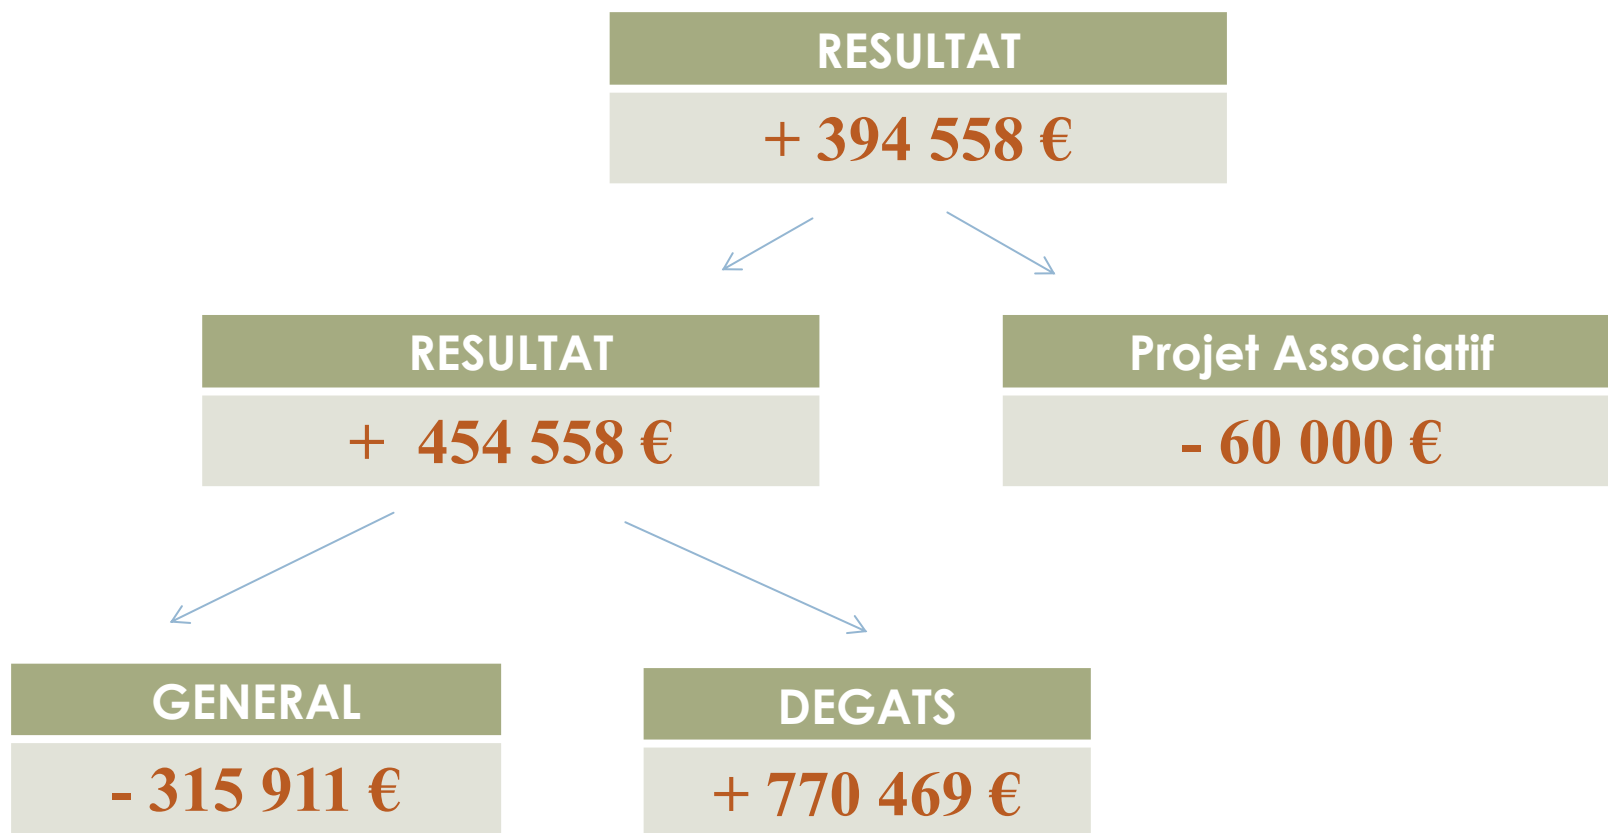 RESULTAT
+ 394 558 €
RESULTAT
+ 454 558 €
Projet Associatif
- 60 000 €
GENERAL
- 315 911 €
DEGATS
+ 770 469 €